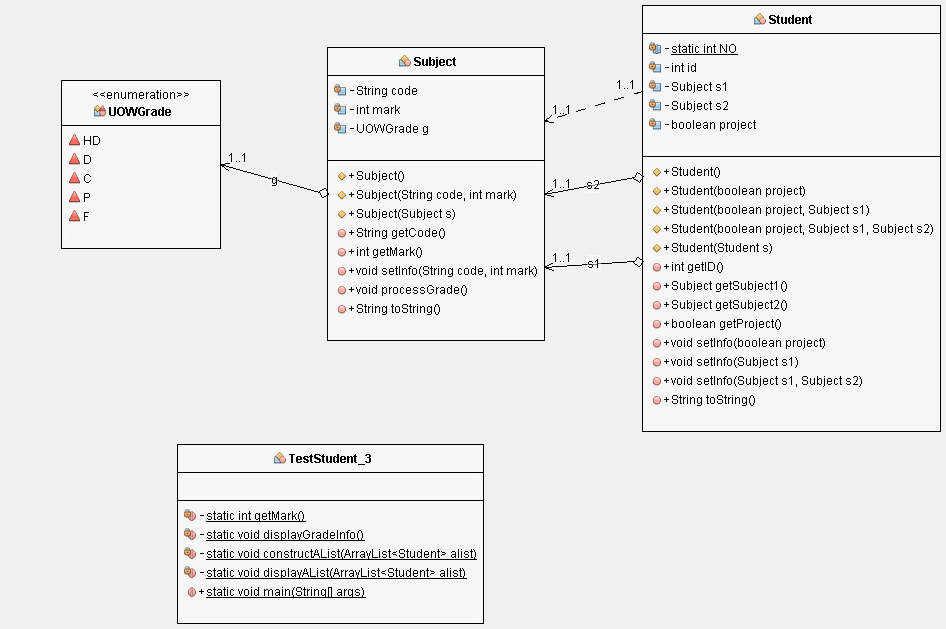 <<enumeration>>
UOWGrade
HD
D
C
P
F
1..1
g
Subject
- String code
- int mark
- UOWGrade g
+ Subject()
+ Subject(String code, int mark)
+ Subject(Subject s)
+ String getCode()
+ int getMark()
+ void setInfo(String code, int mark)
+ void processGrade()
+ String toString()
1..1
1..1
1..1
s2
1..1
s1
Student
- static int NO
- int id
- Subject s1
- Subject s2
- boolean project
+ Student()
+ Student(boolean project)
+ Student(boolean project, Subject s1)
+ Student(boolean project, Subject s1, Subject s2)
+ Student(Student s)
+ int getID()
+ Subject getSubject1()
+ Subject getSubject2()
+ boolean getProject()
+ void setInfo(boolean project)
+ void setInfo(Subject s1)
+ void setInfo(Subject s1, Subject s2)
+ String toString()
TestStudent_3
- static int getMark()
- static void displayGradeInfo()
- static void constructAList(ArrayList<Student> alist)
- static void displayAList(ArrayList<Student> alist)
+ static void main(String[] args)